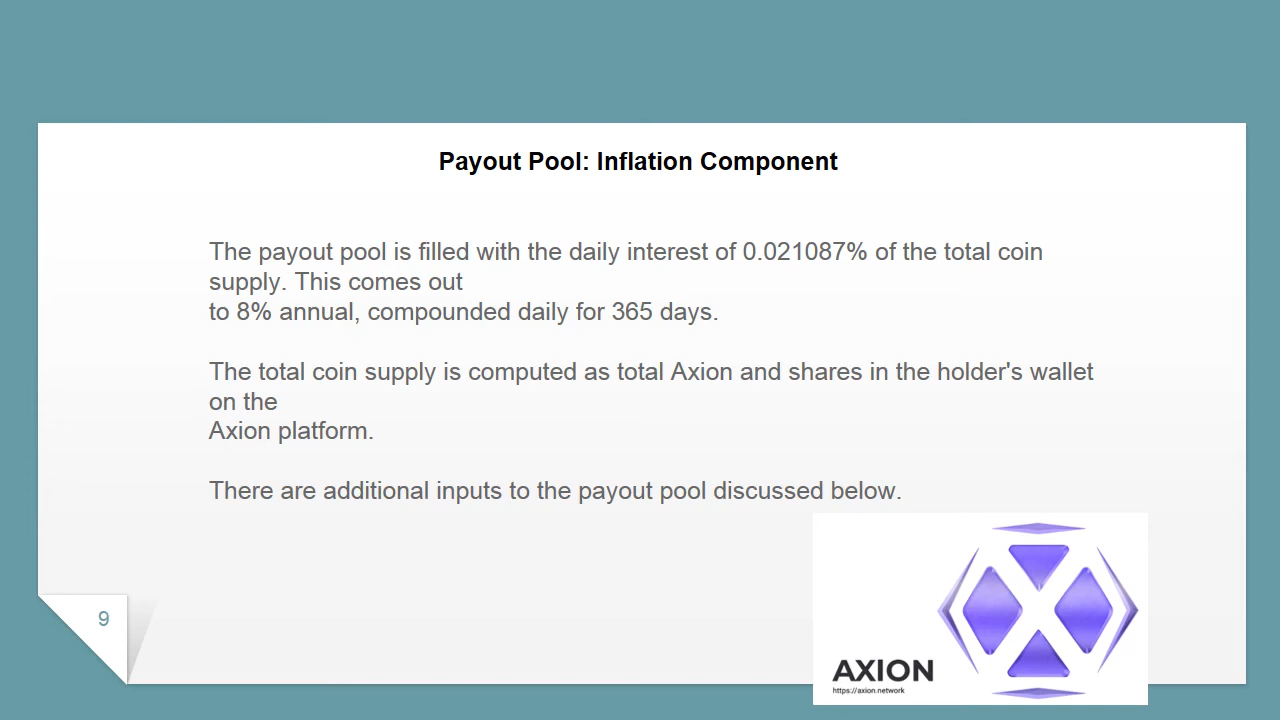 Payout Pool: Inflation Component
The payout pool is filled with the daily interest of 0.021087% of the total coin
supply. This comes out
to 8% annual, compounded daily for 365 days.
The total coin supply is computed as total Axion and shares in the holder's wallet
on the
Axion platform.
There are additional inputs to the payout pool discussed below.
9
AXION
https://axion.network